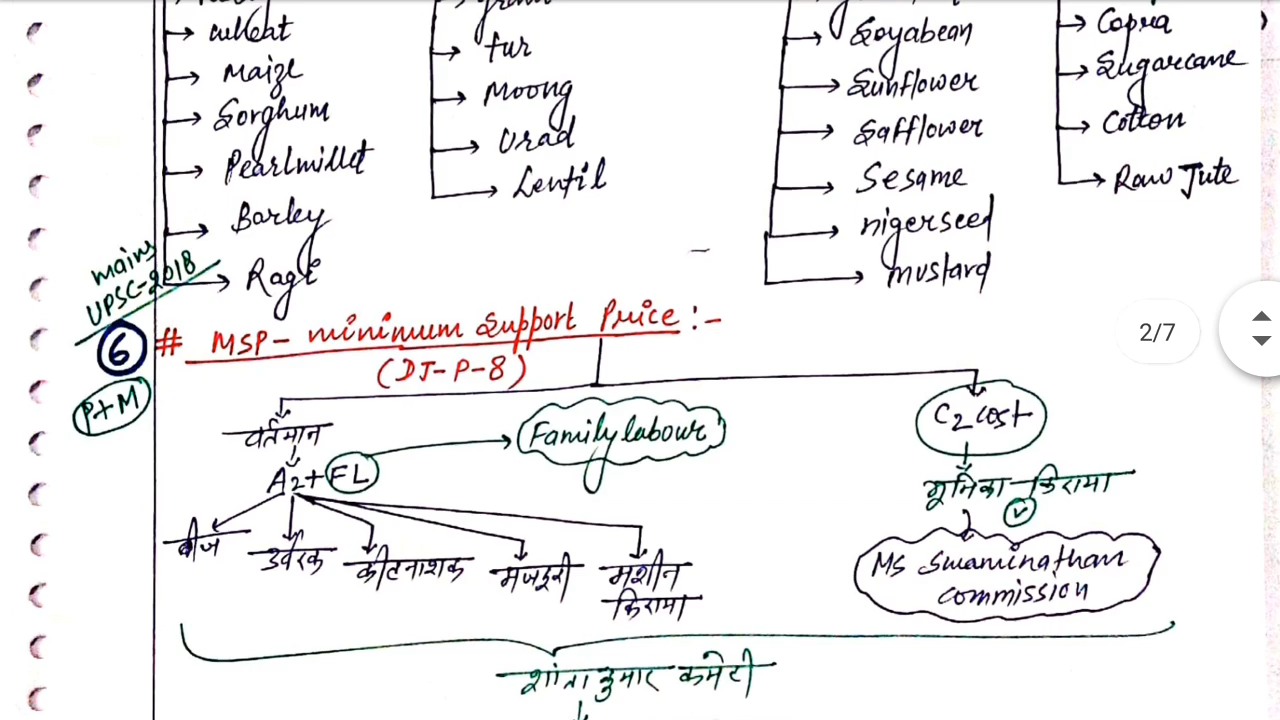 wheat
Maize
Sorghum
Pearlmillet
Barley
Ragi
Tur
Moong
Urad
Lentil
Soyabean
Sunflower
Safflower
Sesame
nigerseed
mustard
Copra
Sugarcane
Cotton
Raw Jute
mains
UPSC-2018
6
# MSP- minimum Support Price :-
(DJ-P-8)
P+M
2/7
वर्तमान
A2+FL
Family labour
C2 cost
बीज
उर्वरक
कीटनाशक
मजदूरी
मशीन
किराया
भूमि का किराया
MS Swaminathan
commission
शांता कुमार कमेटी